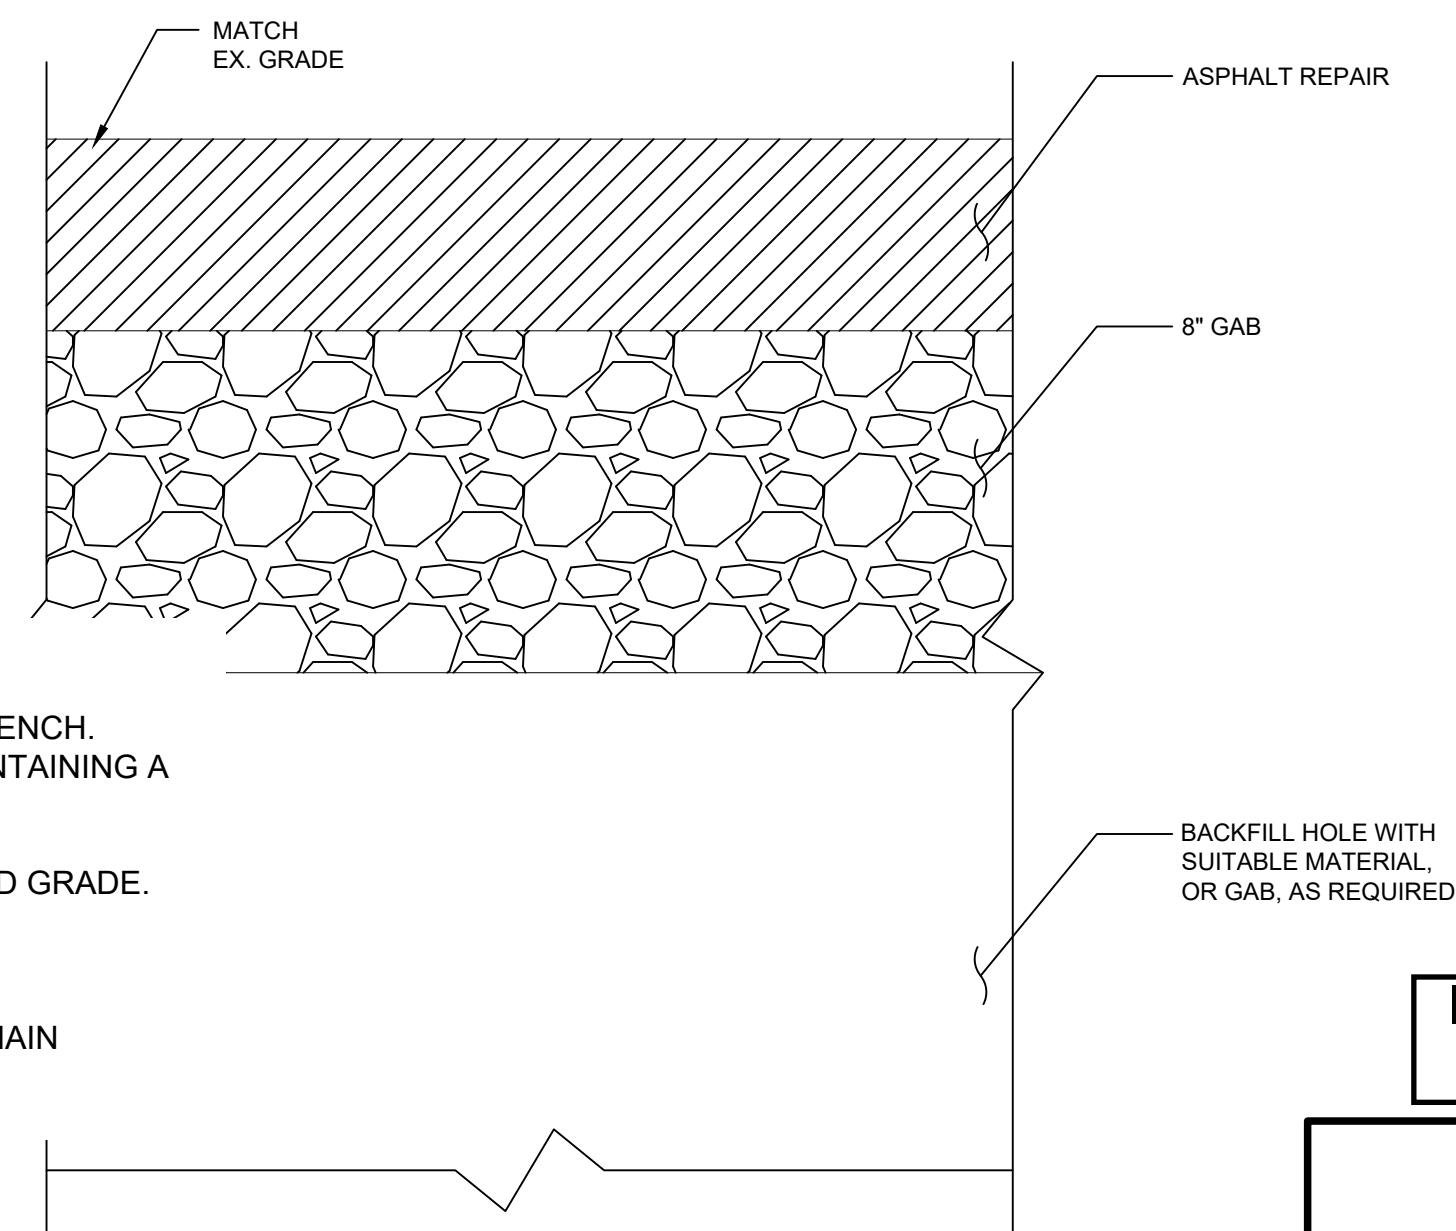 MATCH
EX. GRADE
ASPHALT REPAIR
8" GAB
BACKFILL HOLE WITH
SUITABLE MATERIAL,
OR GAB, AS REQUIRED
ENCH.
NTAINING A
D GRADE.
MAIN